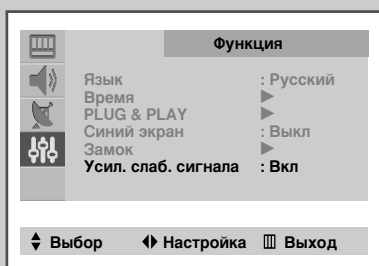 Функция
Язык : Русский
Время ▶
PLUG & PLAY ▶
Синий экран : Выкл
Замок ▶
Усил. слаб. сигнала : Вкл
Выбор Настройка Выход